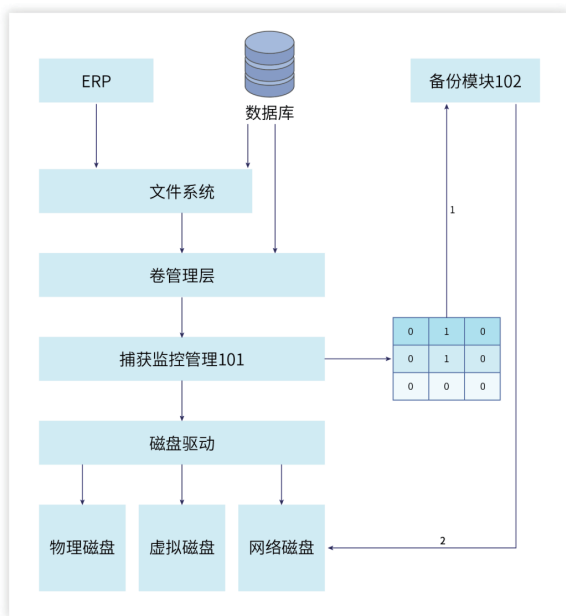 ERP
数据库
备份模块102
文件系统
1
卷管理层
0 1 0
捕获监控管理101
0 1 0
0 0 0
磁盘驱动
物理磁盘
虚拟磁盘
网络磁盘
2